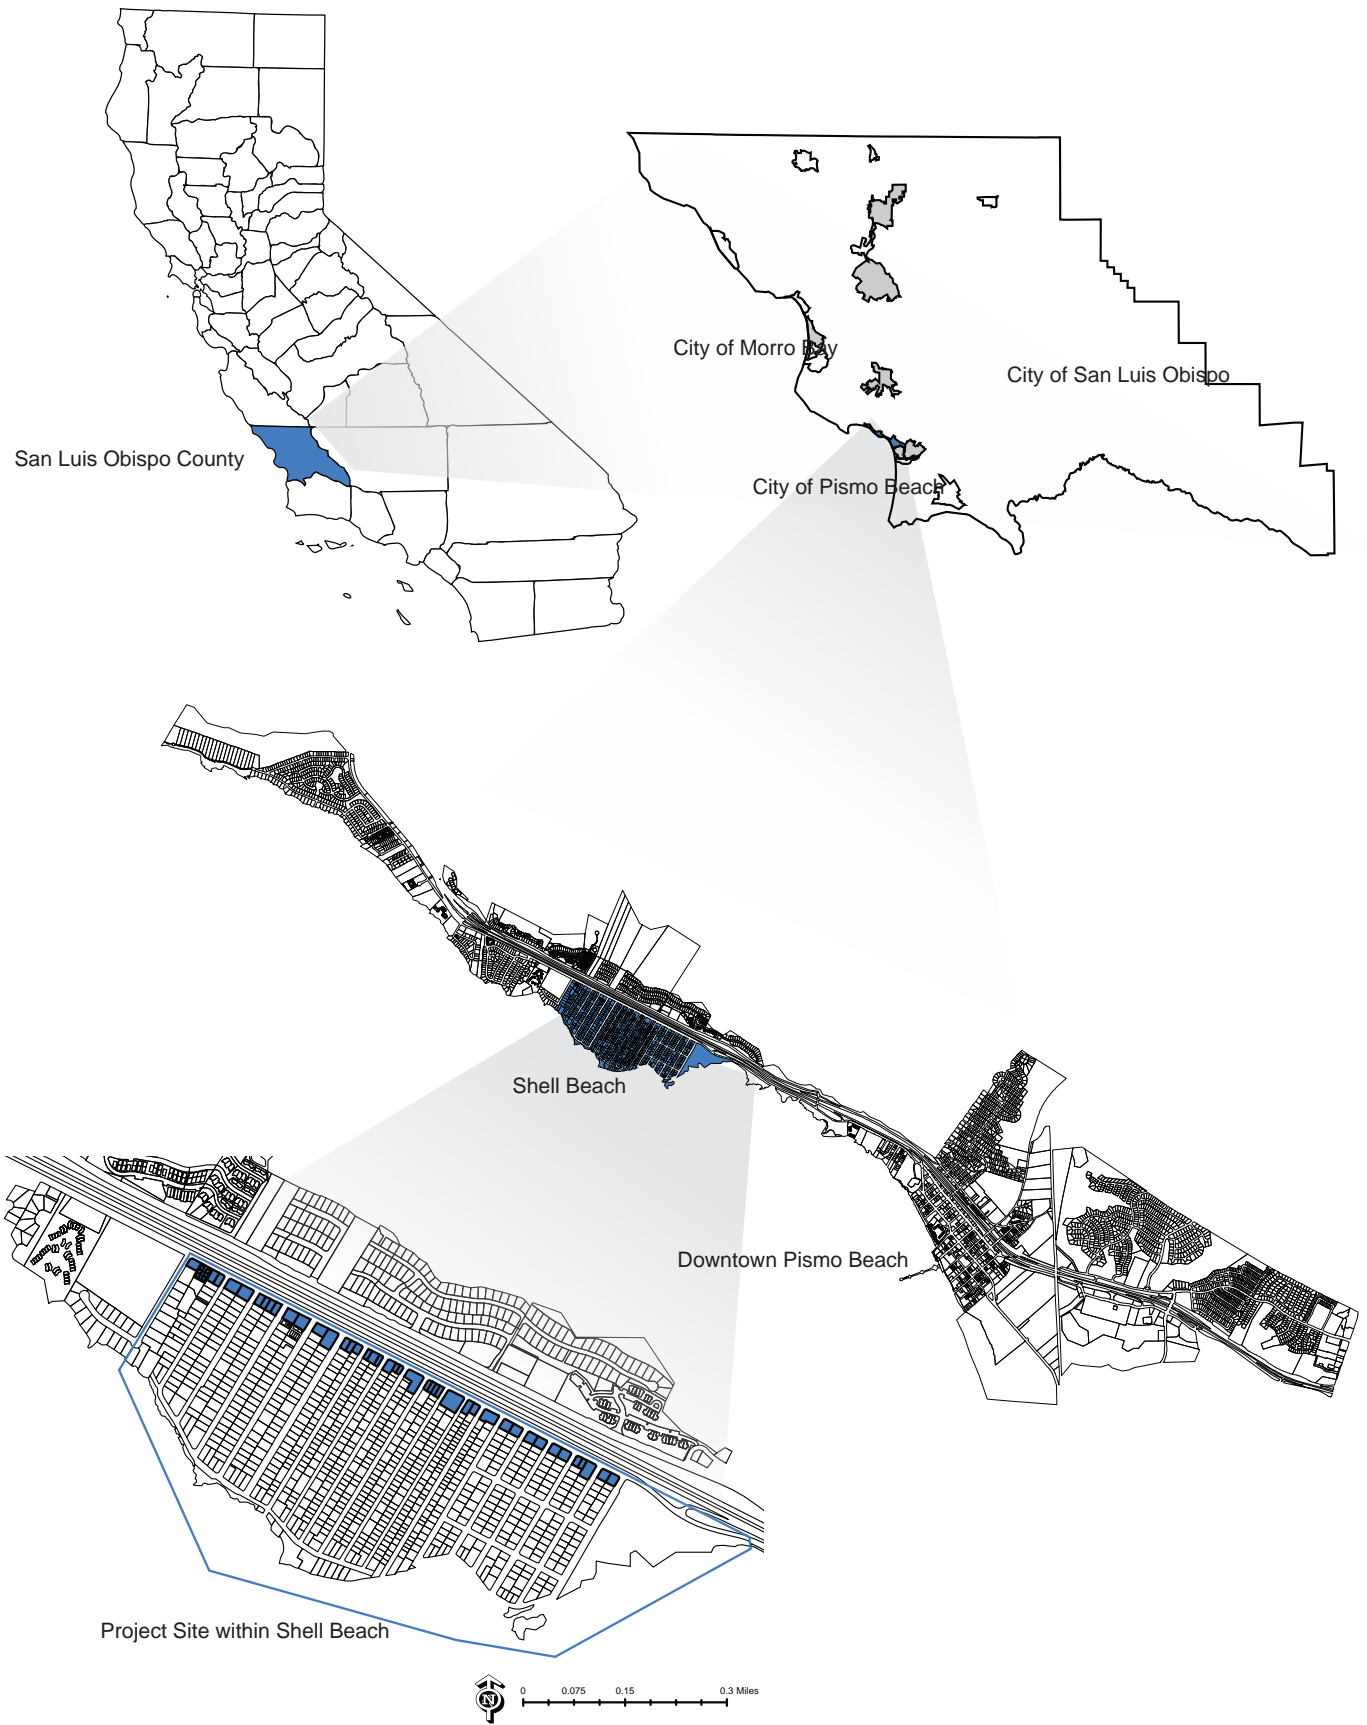 City of Morro Bay
City of San Luis Obispo
San Luis Obispo County
City of Pismo Beach
Shell Beach
Downtown Pismo Beach
Project Site within Shell Beach
N
0 0.075 0.15 0.3 Miles